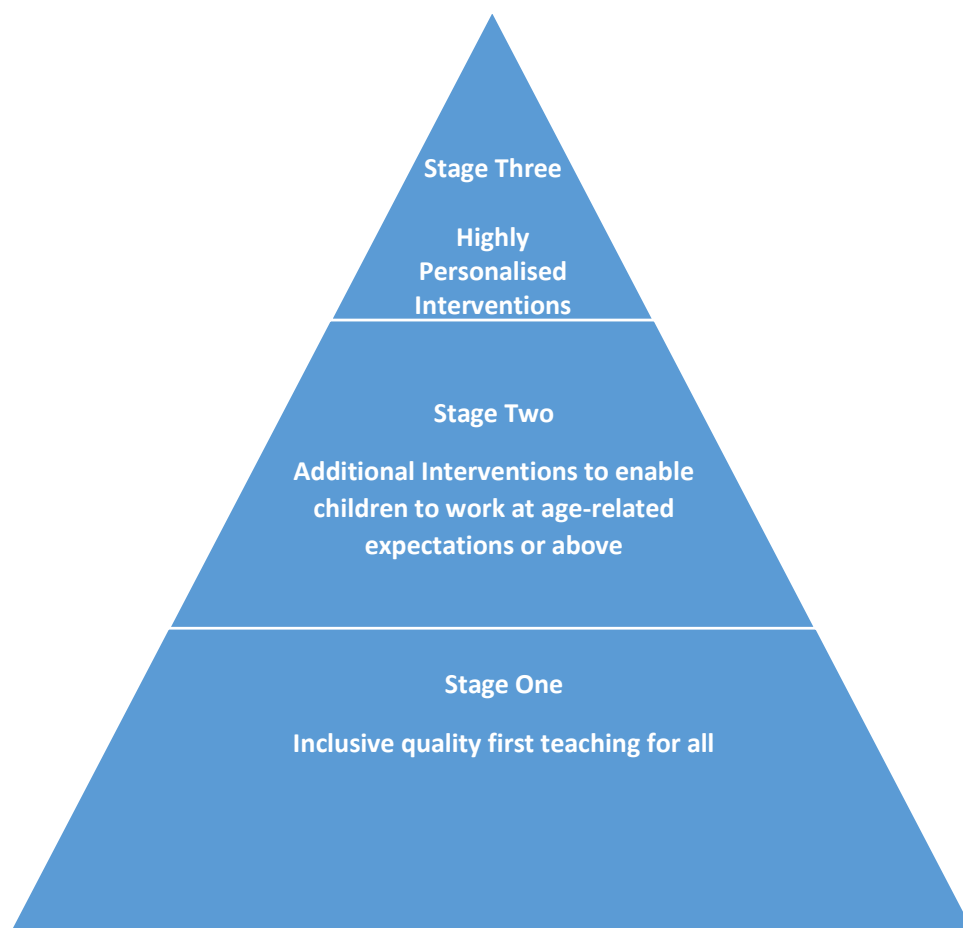 Stage Three
Highly
Personalised
Interventions
Stage Two
Additional Interventions to enable
children to work at age-related
expectations or above
Stage One
Inclusive quality first teaching for all